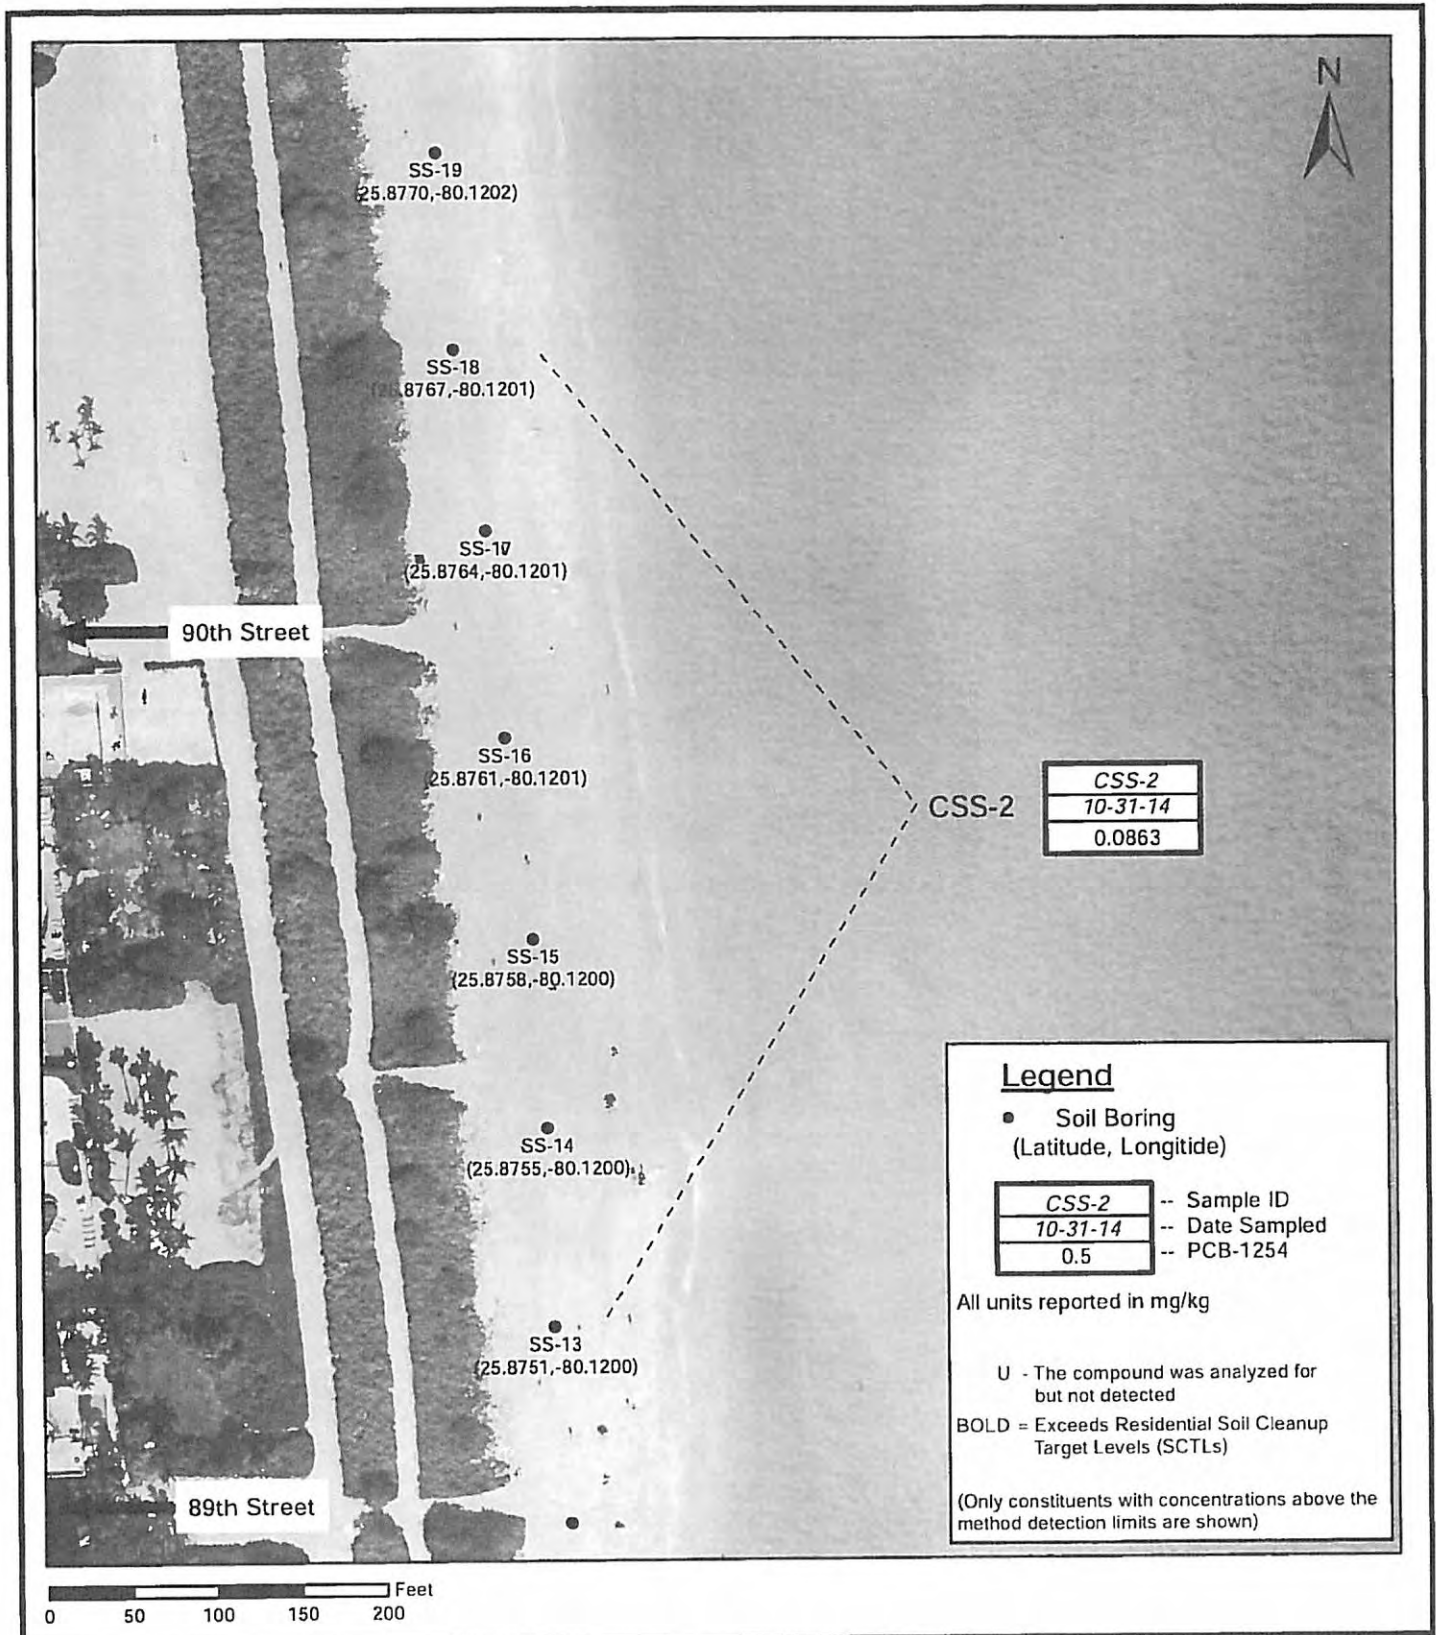 N
SS-19
(25.8770,-80.1202)
SS-18
(25.8767,-80.1201)
SS-17
(25.8764,-80.1201)
90th Street
SS-16
(25.8761,-80.1201)
CSS-2
CSS-2
10-31-14
0.0863
SS-15
(25.8758,-80.1200)
SS-14
(25.8755,-80.1200)
SS-13
(25.8751,-80.1200)
89th Street
Legend
Soil Boring
(Latitude, Longitide)
CSS-2 -- Sample ID
10-31-14 -- Date Sampled
0.5 -- PCB-1254
All units reported in mg/kg
U - The compound was analyzed for
but not detected
BOLD = Exceeds Residential Soil Cleanup
Target Levels (SCTLs)
(Only constituents with concentrations above the
method detection limits are shown)
Feet
0 50 100 150 200